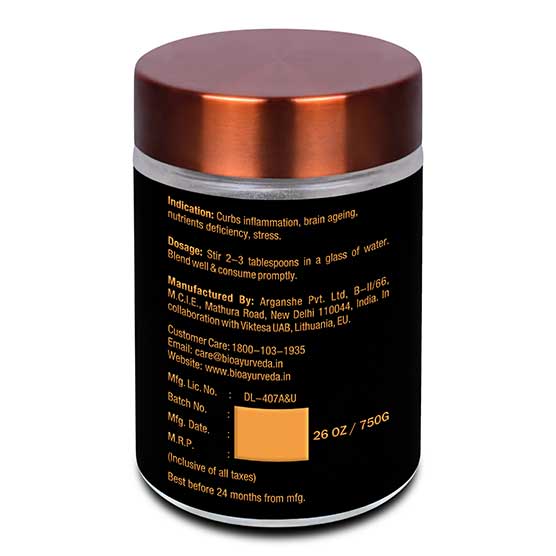 Indication: Curbs inflammation, brain ageing,
nutrients deficiency, stress.
Dosage: Stir 2–3 tablespoons in a glass of water.
Blend well & consume promptly.
Manufactured By: Arganshe Pvt. Ltd. B–II/66,
M.C.I.E., Mathura Road, New Delhi 110044, India. In
collaboration with Viktesa UAB, Lithuania, EU.
Customer Care: 1800–103–1935
Email: care@bioayurveda.in
Website: www.bioayurveda.in
Mfg. Lic. No. : DL–407A&U
Batch No. :
Mfg. Date. :
M.R.P. :
26 OZ / 750G
(Inclusive of all taxes)
Best before 24 months from mfg.